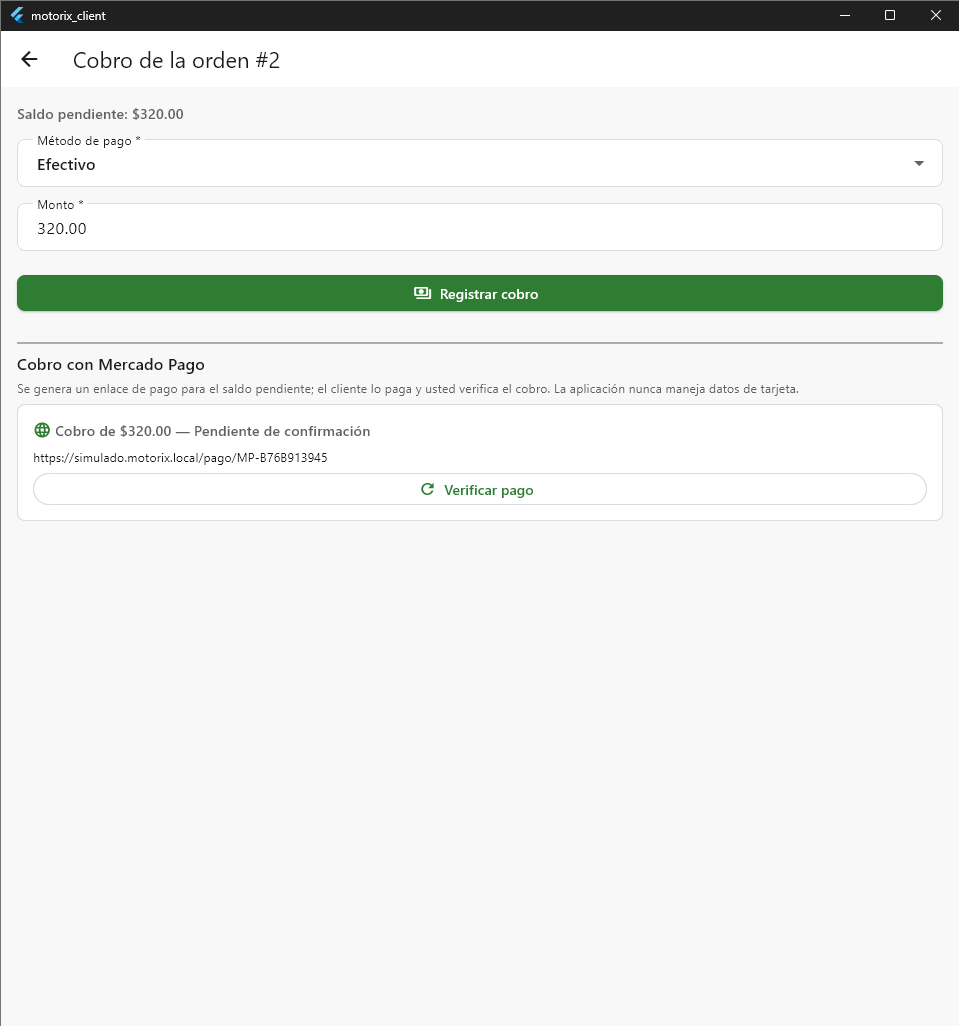 motorix_client
Cobro de la orden #2
Saldo pendiente: $320.00
Método de pago *
Efectivo
Monto *
320.00
Registrar cobro
Cobro con Mercado Pago
Se genera un enlace de pago para el saldo pendiente; el cliente lo paga y usted verifica el cobro. La aplicación nunca maneja datos de tarjeta.
Cobro de $320.00 — Pendiente de confirmación
https://simulado.motorix.local/pago/MP-B76B913945
Verificar pago